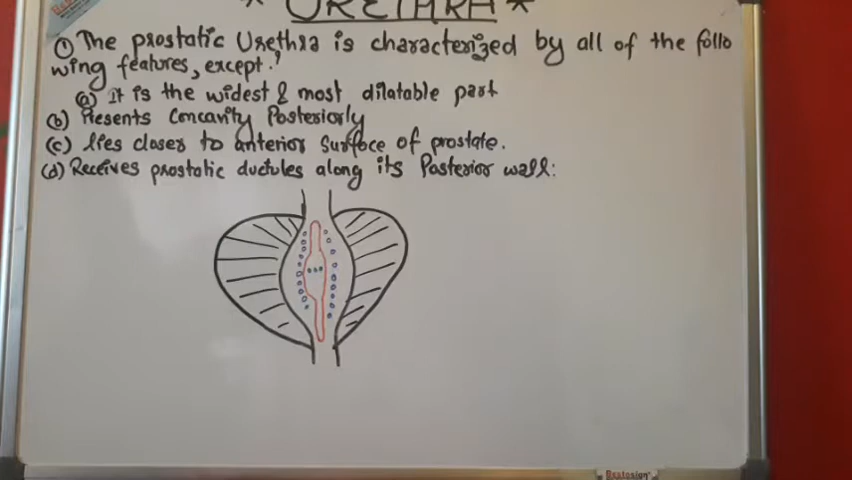 * URETHRA *
① The prostatic Urethra is characterized by all of the follo
wing features, except:
(a) It is the widest & most dilatable part
(b) Presents Concavity Posteriorly
(c) lies closer to anterior surface of prostate.
(d) Receives prostatic ductules along its Posterior wall: